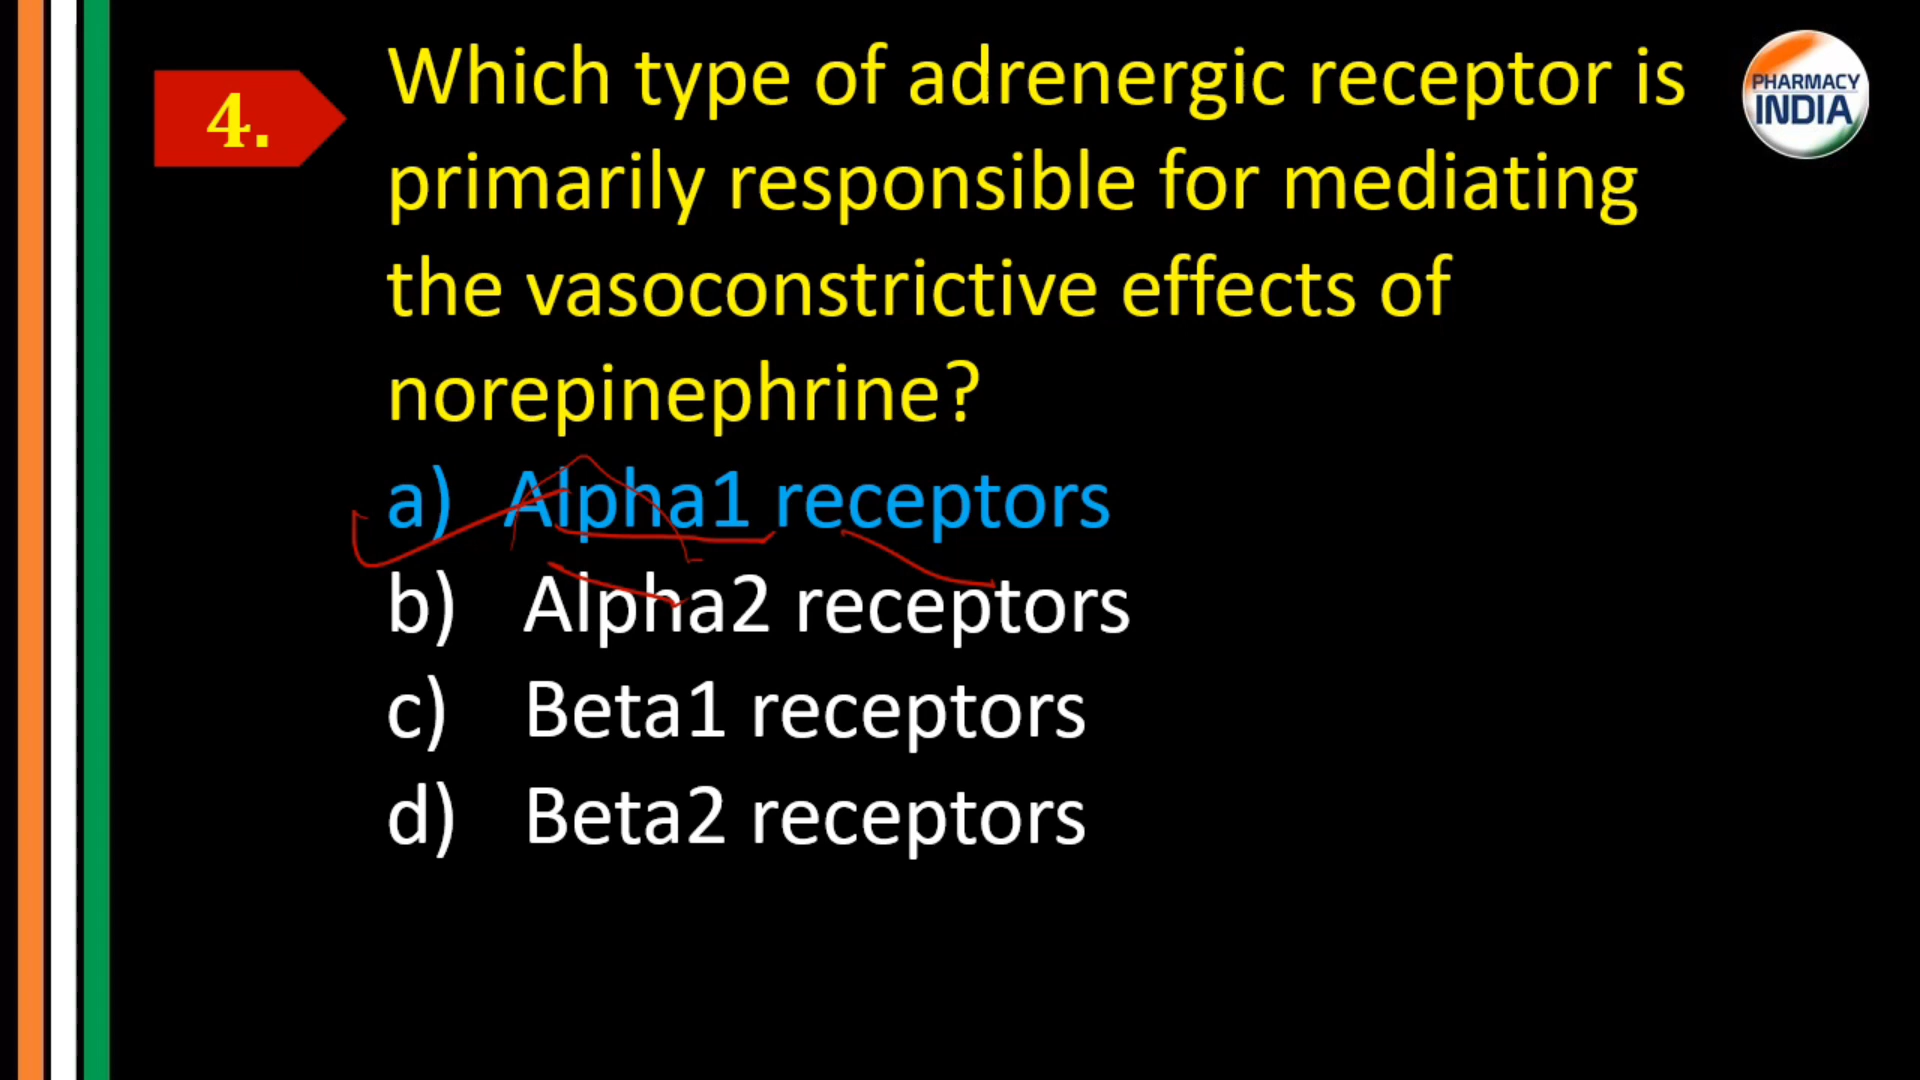 4.
Which type of adrenergic receptor is
primarily responsible for mediating
the vasoconstrictive effects of
norepinephrine?
a) Alpha1 receptors
b) Alpha2 receptors
c) Beta1 receptors
d) Beta2 receptors
PHARMACY
INDIA